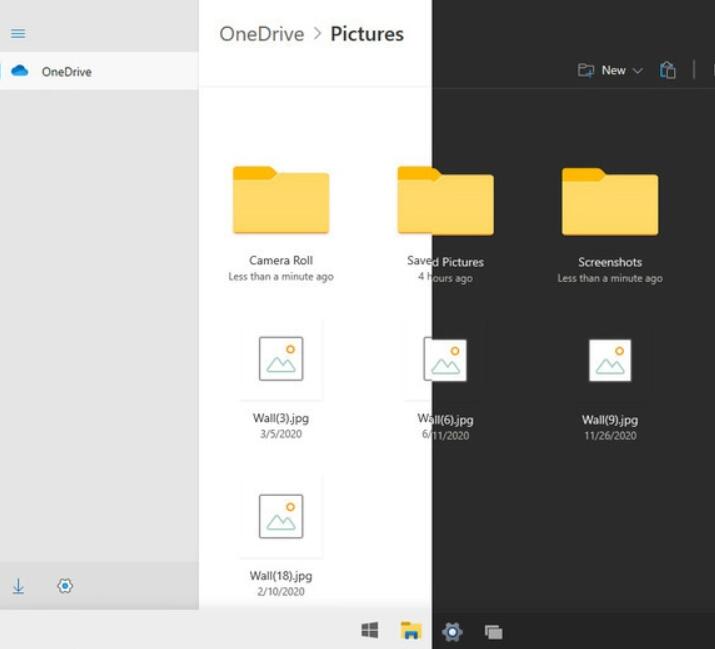 OneDrive > Pictures
OneDrive
New
Camera Roll
Less than a minute ago
Saved Pictures
4 hours ago
Screenshots
Less than a minute ago
Wall(3).jpg
3/5/2020
Wall(6).jpg
6/11/2020
Wall(9).jpg
11/26/2020
Wall(18).jpg
2/10/2020